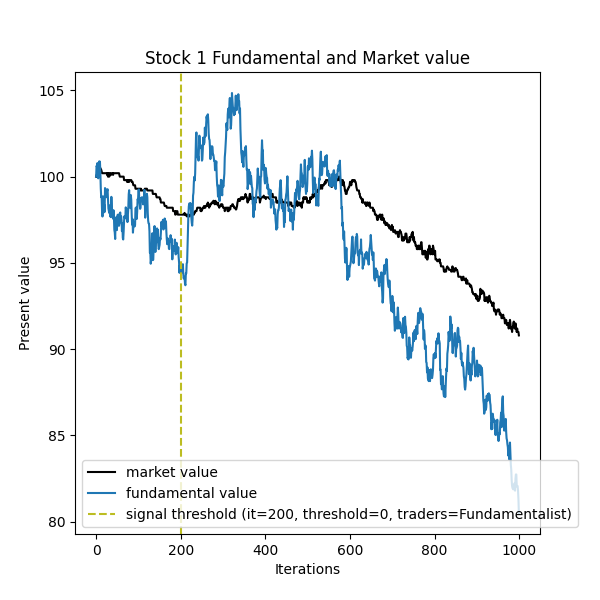 Stock 1 Fundamental and Market value
Present value
105
100
95
90
85
80
market value
fundamental value
signal threshold (it=200, threshold=0, traders=Fundamentalist)
0 200 400 600 800 1000
Iterations